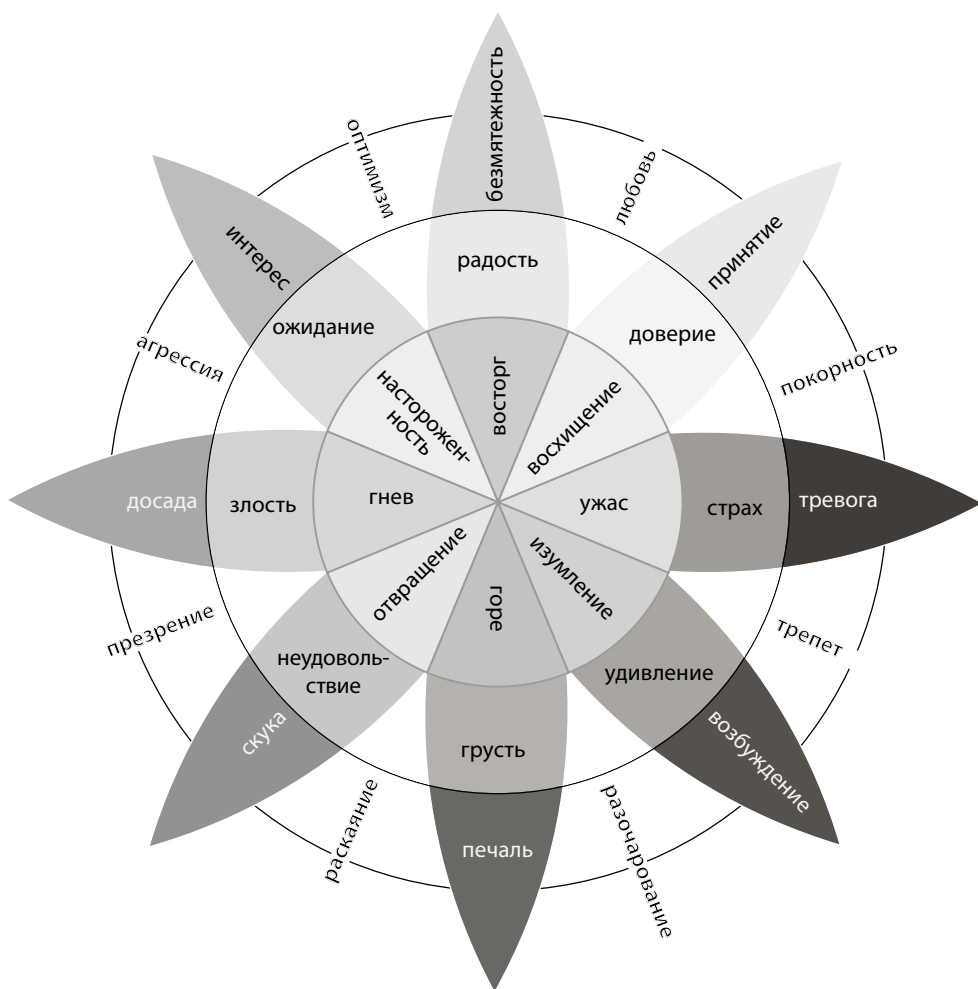 безмятежность
оптимизм
любовь
интерес
принятие
радость
ожидание
доверие
агрессия
покорность
насторожен-
ность
восторг
восхищение
досада
злость
гнев
ужас
страх
тревога
отвращение
горе
изумление
презрение
трепет
неудоволь-
ствие
удивление
скука
грусть
возбуждение
раскаяние
печаль
разочарование